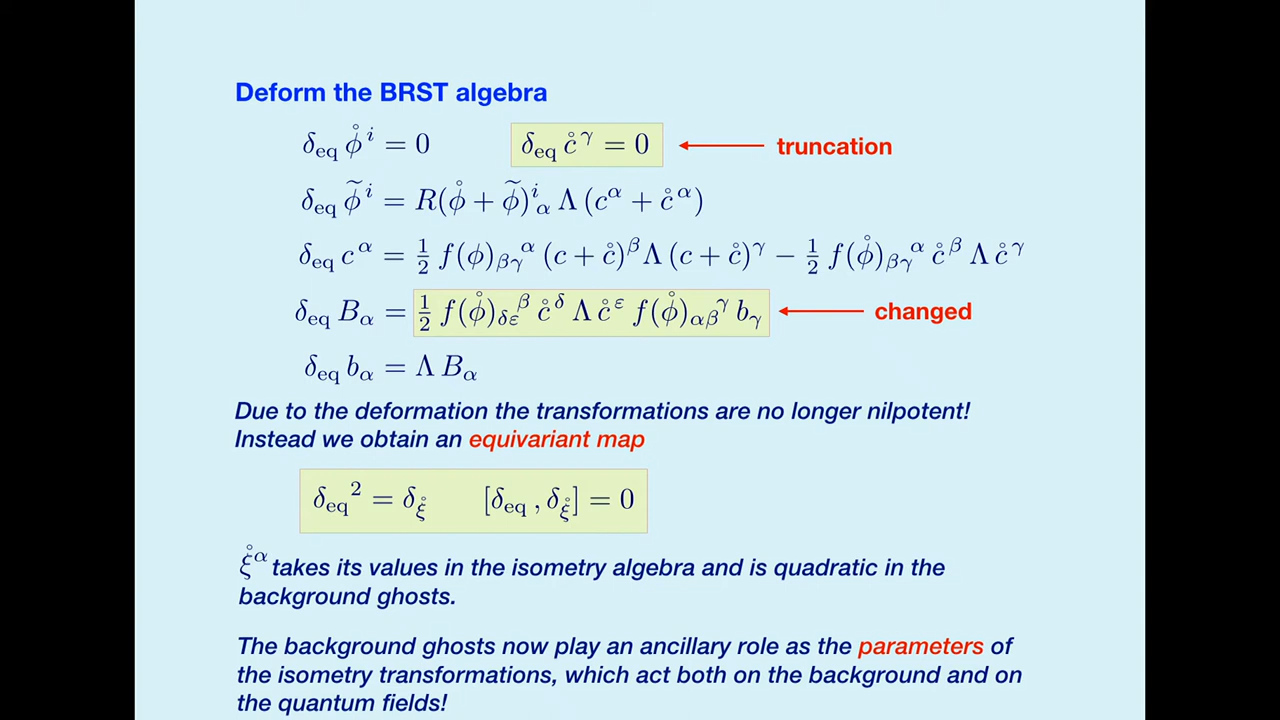 Deform the BRST algebra
δ_eq φ̊^i = 0    δ_eq c̊^γ = 0    truncation
δ_eq φ̃^i = R(φ̊ + φ̃)^i_α Λ (c^α + c̊^α)
δ_eq c^α = ½ f(φ)_βγ^α (c + c̊)^β Λ (c + c̊)^γ − ½ f(φ̊)_βγ^α c̊^β Λ c̊^γ
δ_eq B_α = ½ f(φ̊)_δε^β c̊^δ Λ c̊^ε f(φ̊)_αβ^γ b_γ    changed
δ_eq b_α = Λ B_α
Due to the deformation the transformations are no longer nilpotent!
Instead we obtain an equivariant map
δ_eq^2 = δ_ξ̊    [δ_eq , δ_ξ̊] = 0
ξ̊^α takes its values in the isometry algebra and is quadratic in the
background ghosts.
The background ghosts now play an ancillary role as the parameters of
the isometry transformations, which act both on the background and on
the quantum fields!